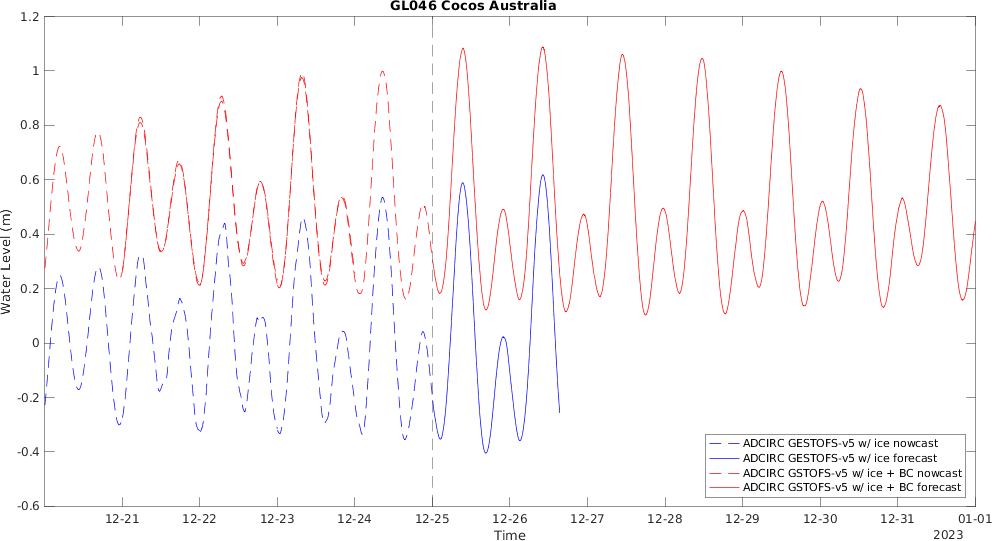 GL046 Cocos Australia
1.2
1
0.8
0.6
0.4
0.2
0
-0.2
-0.4
-0.6
Water Level (m)
12-21 12-22 12-23 12-24 12-25 12-26 12-27 12-28 12-29 12-30 12-31 01-01
Time
2023
ADCIRC GESTOFS-v5 w/ ice nowcast
ADCIRC GESTOFS-v5 w/ ice forecast
ADCIRC GSTOFS-v5 w/ ice + BC nowcast
ADCIRC GSTOFS-v5 w/ ice + BC forecast